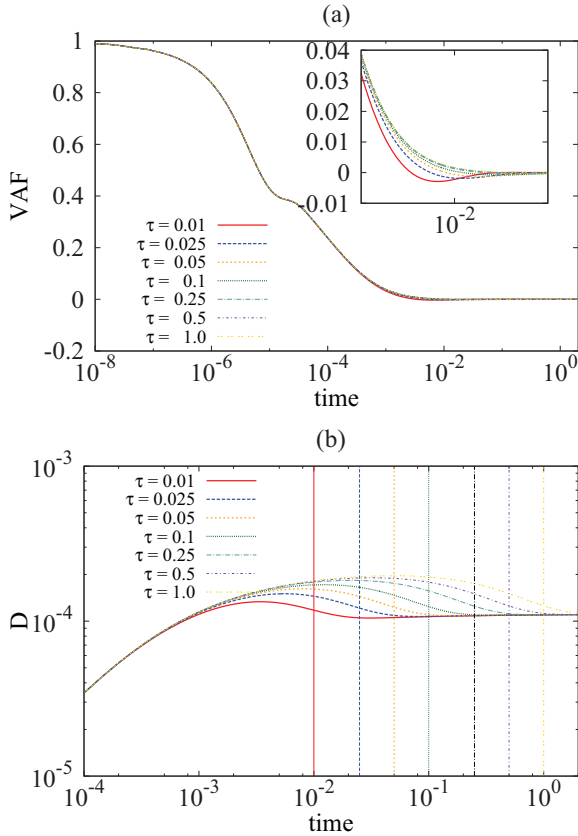 (a)
1
0.8
0.6
0.4
0.2
0
-0.2
VAF
0.04
0.03
0.02
0.01
0
-0.01
10^-2
τ = 0.01
τ = 0.025
τ = 0.05
τ = 0.1
τ = 0.25
τ = 0.5
τ = 1.0
10^-8 10^-6 10^-4 10^-2 10^0
time
(b)
10^-3
10^-4
10^-5
D
τ = 0.01
τ = 0.025
τ = 0.05
τ = 0.1
τ = 0.25
τ = 0.5
τ = 1.0
10^-4 10^-3 10^-2 10^-1 10^0
time